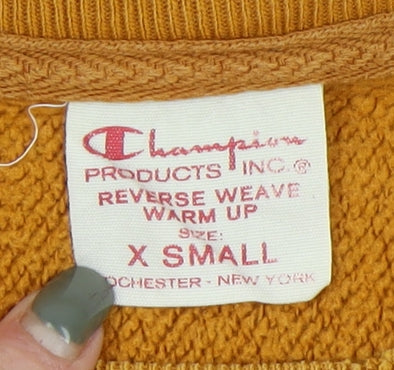 Champion
PRODUCTS INC.®
REVERSE WEAVE
WARM UP
SIZE:
X SMALL
ROCHESTER - NEW YORK